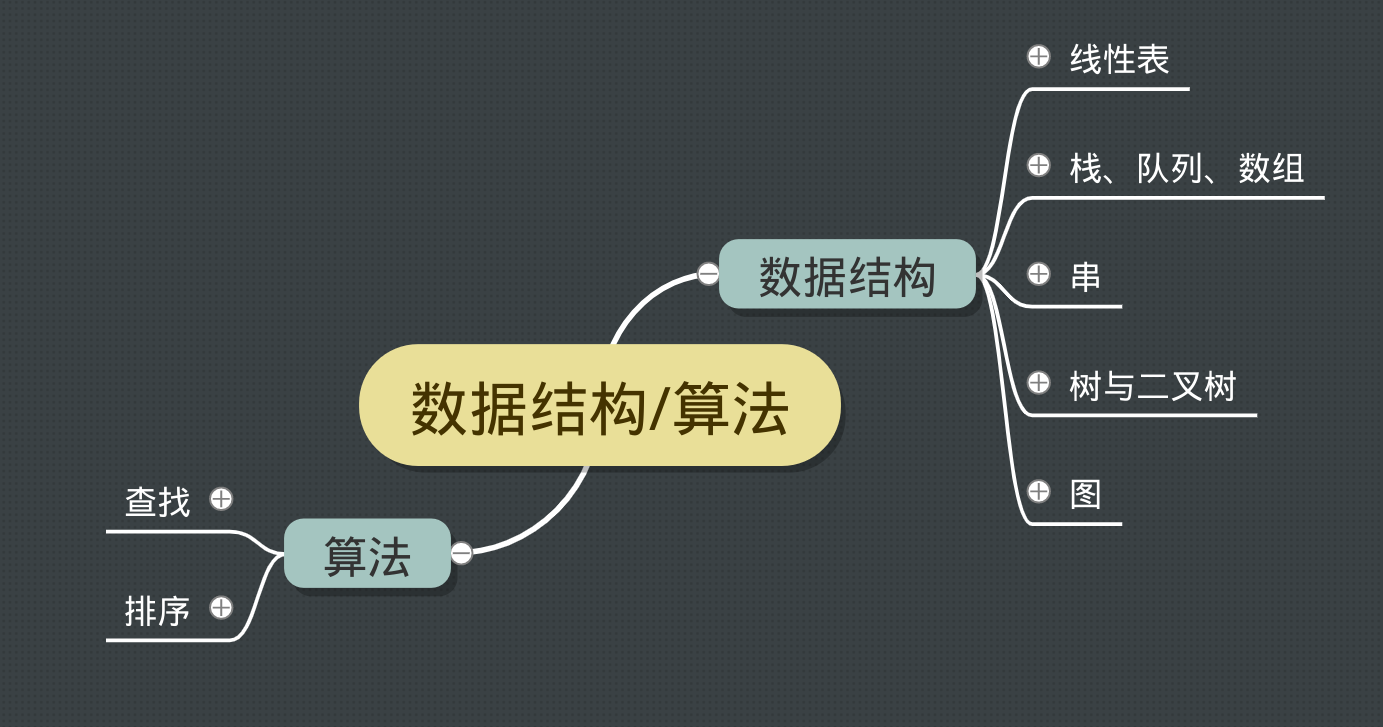 线性表
栈、队列、数组
数据结构
串
数据结构/算法
树与二叉树
图
查找
算法
排序